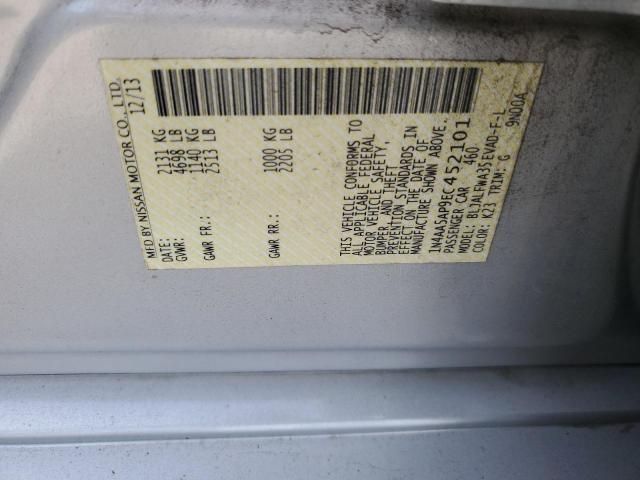 MFD BY NISSAN MOTOR CO., LTD.
DATE: 12/13
GVWR: 2131 KG
4698 LB
GAWR FR: 1140 KG
2513 LB
GAWR RR: 1000 KG
2205 LB
THIS VEHICLE CONFORMS TO
ALL APPLICABLE FEDERAL
MOTOR VEHICLE SAFETY,
BUMPER, AND THEFT
PREVENTION STANDARDS IN
EFFECT ON THE DATE OF
MANUFACTURE SHOWN ABOVE.
1N4AA5AP9EC452101
PASSENGER CAR 460
MODEL: BLJALFWA35EVAD-F-L
COLOR: K23 TRIM: G 9N00A